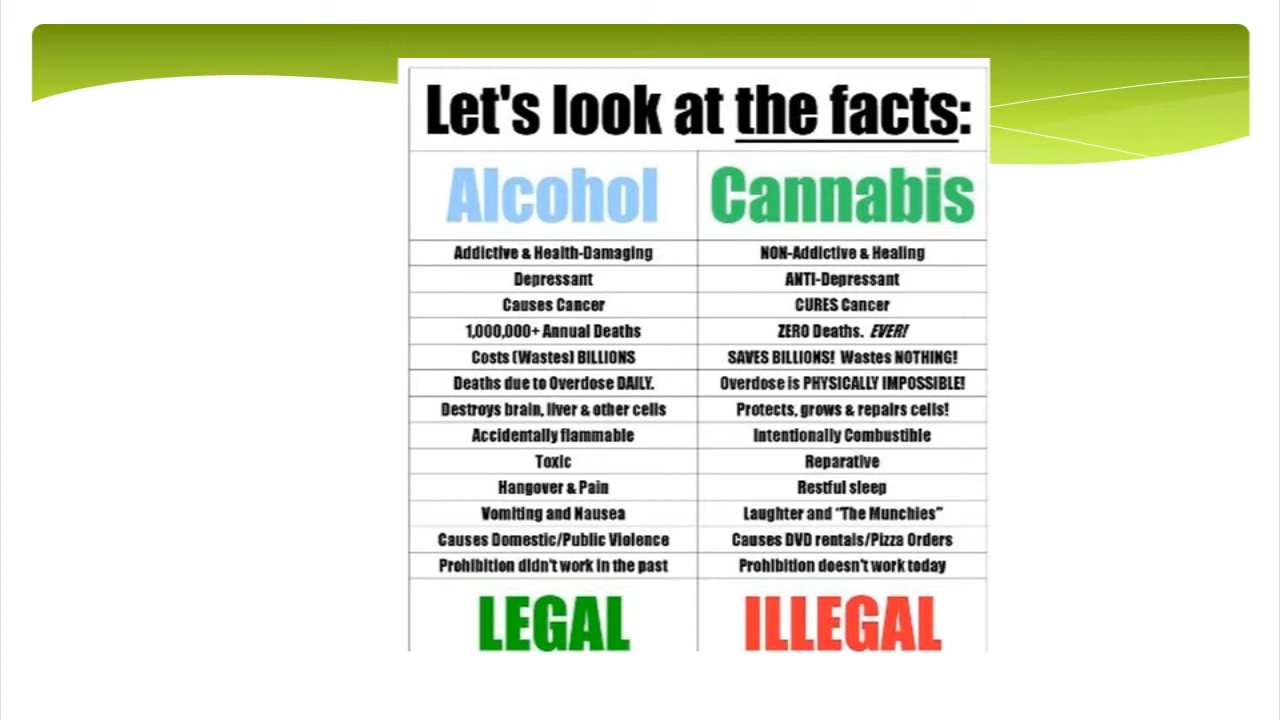 Let's look at the facts:
Alcohol Cannabis
Addictive & Health-Damaging NON-Addictive & Healing
Depressant ANTI-Depressant
Causes Cancer CURES Cancer
1,000,000+ Annual Deaths ZERO Deaths. EVER!
Costs (Wastes) BILLIONS SAVES BILLIONS! Wastes NOTHING!
Deaths due to Overdose DAILY. Overdose is PHYSICALLY IMPOSSIBLE!
Destroys brain, liver & other cells Protects, grows & repairs cells!
Accidentally flammable Intentionally Combustible
Toxic Reparative
Hangover & Pain Restful sleep
Vomiting and Nausea Laughter and "The Munchies"
Causes Domestic/Public Violence Causes DVD rentals/Pizza Orders
Prohibition didn't work in the past Prohibition doesn't work today
LEGAL ILLEGAL